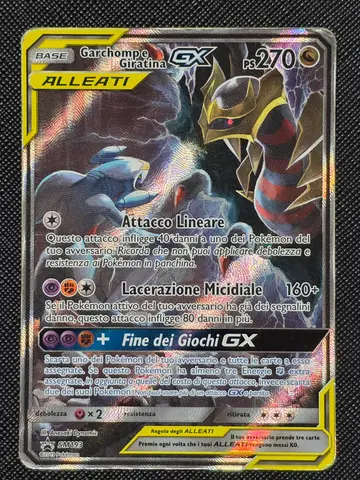 BASE
Garchomp e
Giratina GX
PS270
ALLEATI
Attacco Lineare
Questo attacco infligge 40 danni a uno dei Pokémon del
tuo avversario. Ricorda che non puoi applicare debolezza e
resistenza ai Pokémon in panchina.
Lacerazione Micidiale 160+
Se il Pokémon attivo del tuo avversario ha già dei segnalini
danno, questo attacco infligge 80 danni in più.
+ Fine dei Giochi GX
Scarta uno dei Pokémon del tuo avversario e tutte le carte a esso
assegnate. Se questo Pokémon ha almeno tre Energie extra
assegnate, in aggiunta a quelle del costo di questo attacco, invece scarti
due dei suoi Pokémon.
debolezza ×2 resistenza ritirata
Regola degli ALLEATI
Il tuo avversario prende tre carte
Premio ogni volta che i tuoi ALLEATI vengono messi KO.
SM193